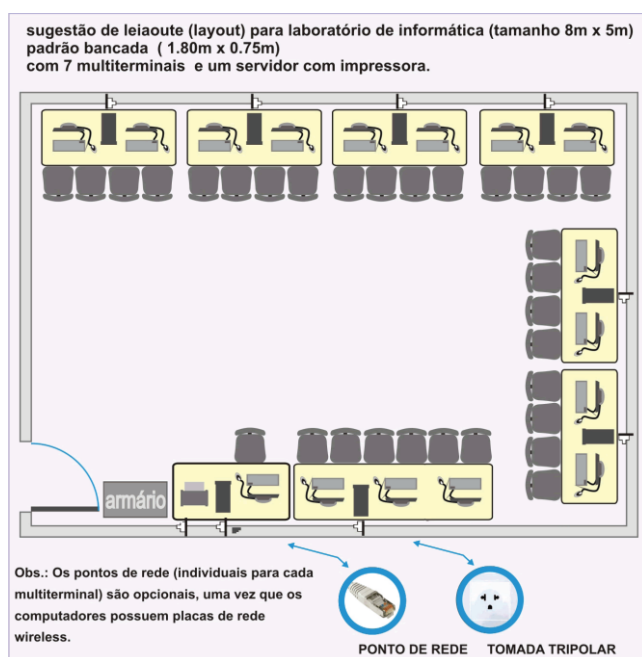 sugestão de leiaoute (layout) para laboratório de informática (tamanho 8m x 5m)
padrão bancada ( 1.80m x 0.75m)
com 7 multiterminais e um servidor com impressora.
armário
Obs.: Os pontos de rede (individuais para cada
multiterminal) são opcionais, uma vez que os
computadores possuem placas de rede
wireless.
PONTO DE REDE
TOMADA TRIPOLAR